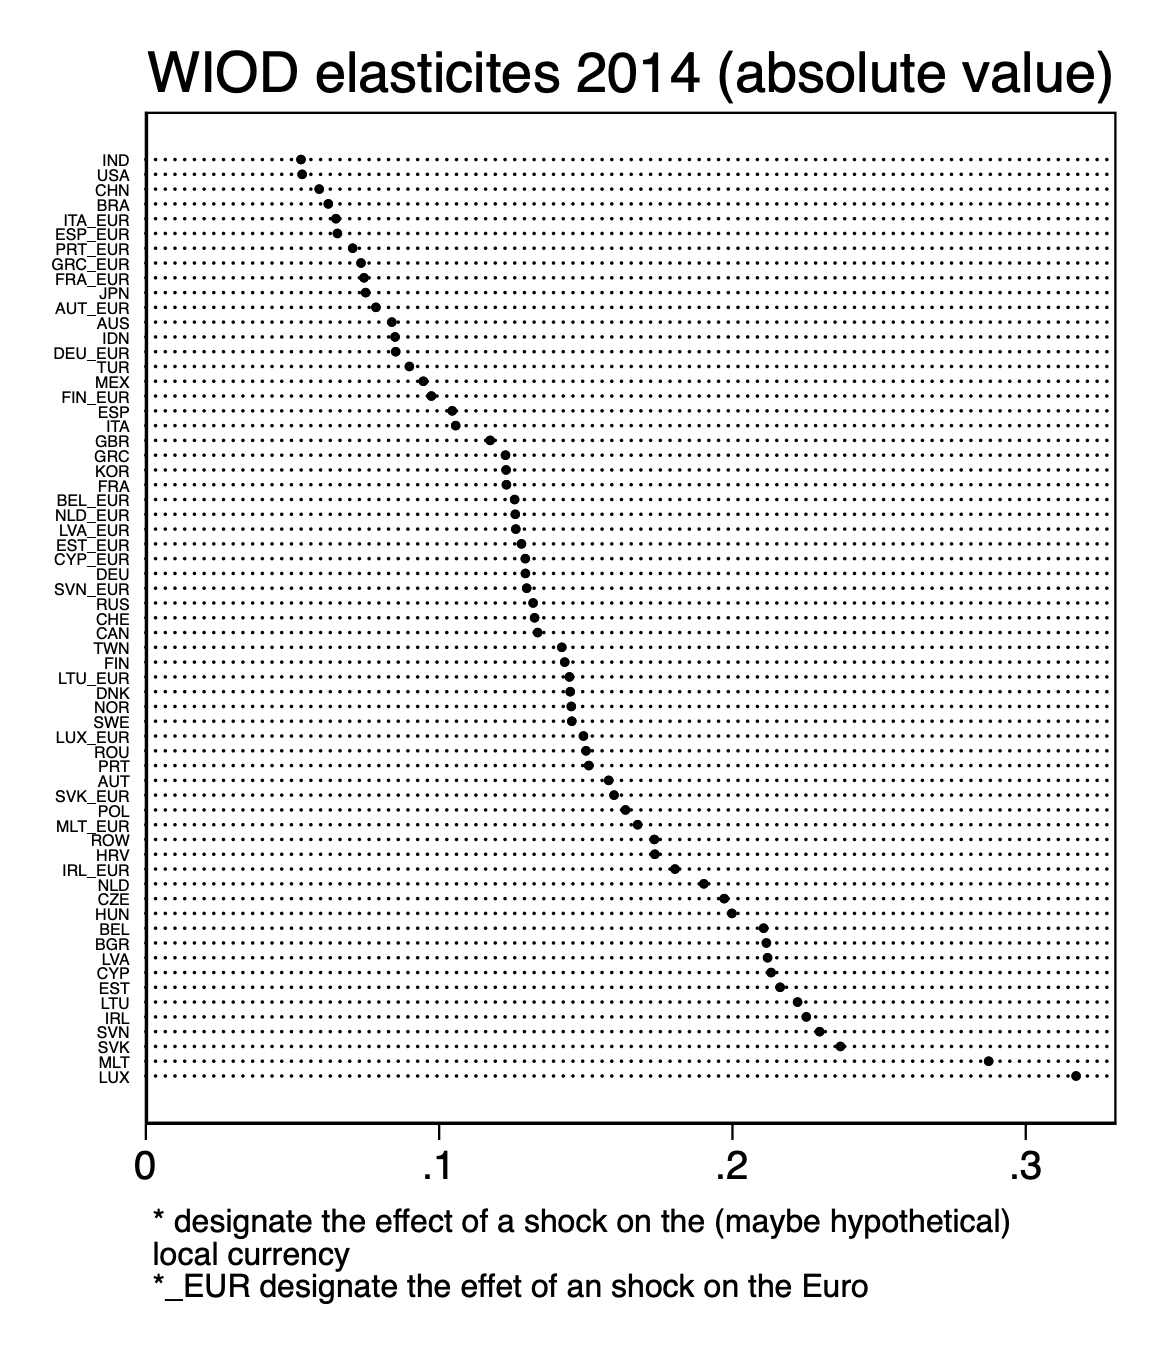 WIOD elasticites 2014 (absolute value)
IND
USA
CHN
BRA
ITA_EUR
ESP_EUR
PRT_EUR
GRC_EUR
FRA_EUR
JPN
AUT_EUR
AUS
IDN
DEU_EUR
TUR
MEX
FIN_EUR
ESP
ITA
GBR
GRC
KOR
FRA
BEL_EUR
NLD_EUR
LVA_EUR
EST_EUR
CYP_EUR
DEU
SVN_EUR
RUS
CHE
CAN
TWN
FIN
LTU_EUR
DNK
NOR
SWE
LUX_EUR
ROU
PRT
AUT
SVK_EUR
POL
MLT_EUR
ROW
HRV
IRL_EUR
NLD
CZE
HUN
BEL
BGR
LVA
CYP
EST
LTU
IRL
SVN
SVK
MLT
LUX
0 .1 .2 .3
* designate the effect of a shock on the (maybe hypothetical)
local currency
*_EUR designate the effet of an shock on the Euro